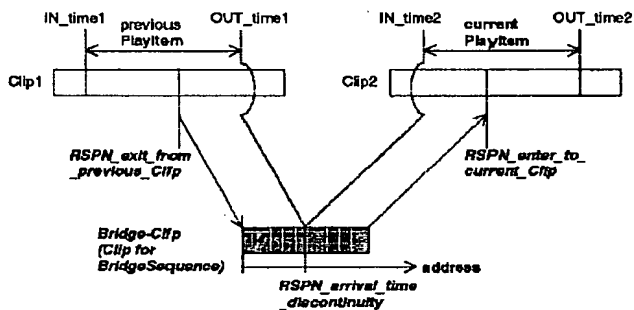 IN_time1
previous
PlayItem
OUT_time1
IN_time2
current
PlayItem
OUT_time2
Clip1
Clip2
RSPN_exit_from
_previous_Clip
RSPN_enter_to_
current_Clip
Bridge-Clip
(Clip for
BridgeSequence)
address
RSPN_arrival_time
_discontinuity